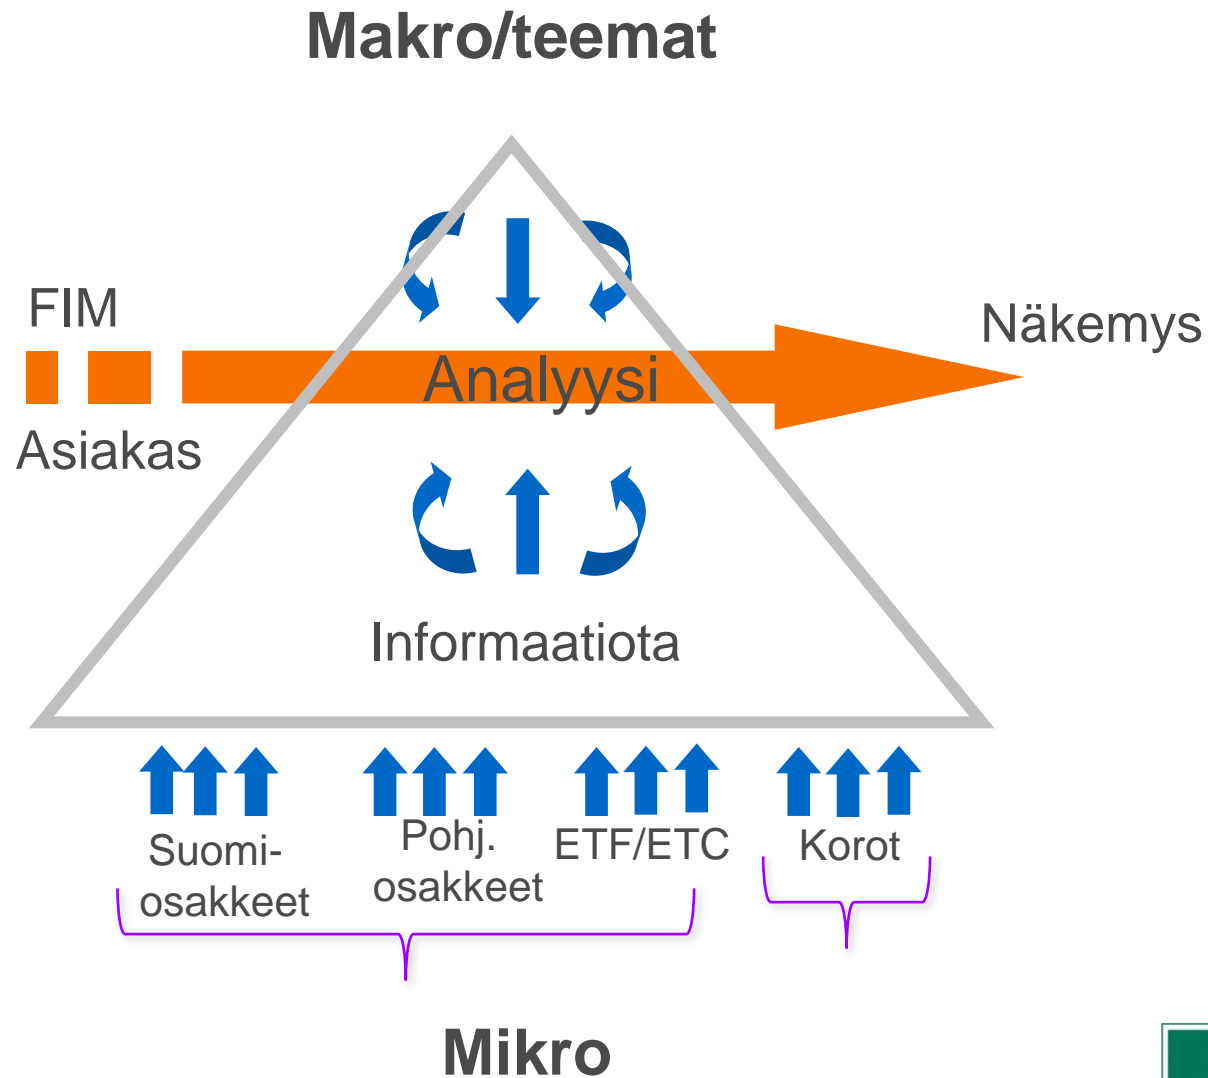 Makro/teemat
FIM
Näkemys
Analyysi
Asiakas
Informaatiota
Suomi-
osakkeet
Pohj.
osakkeet
ETF/ETC
Korot
Mikro